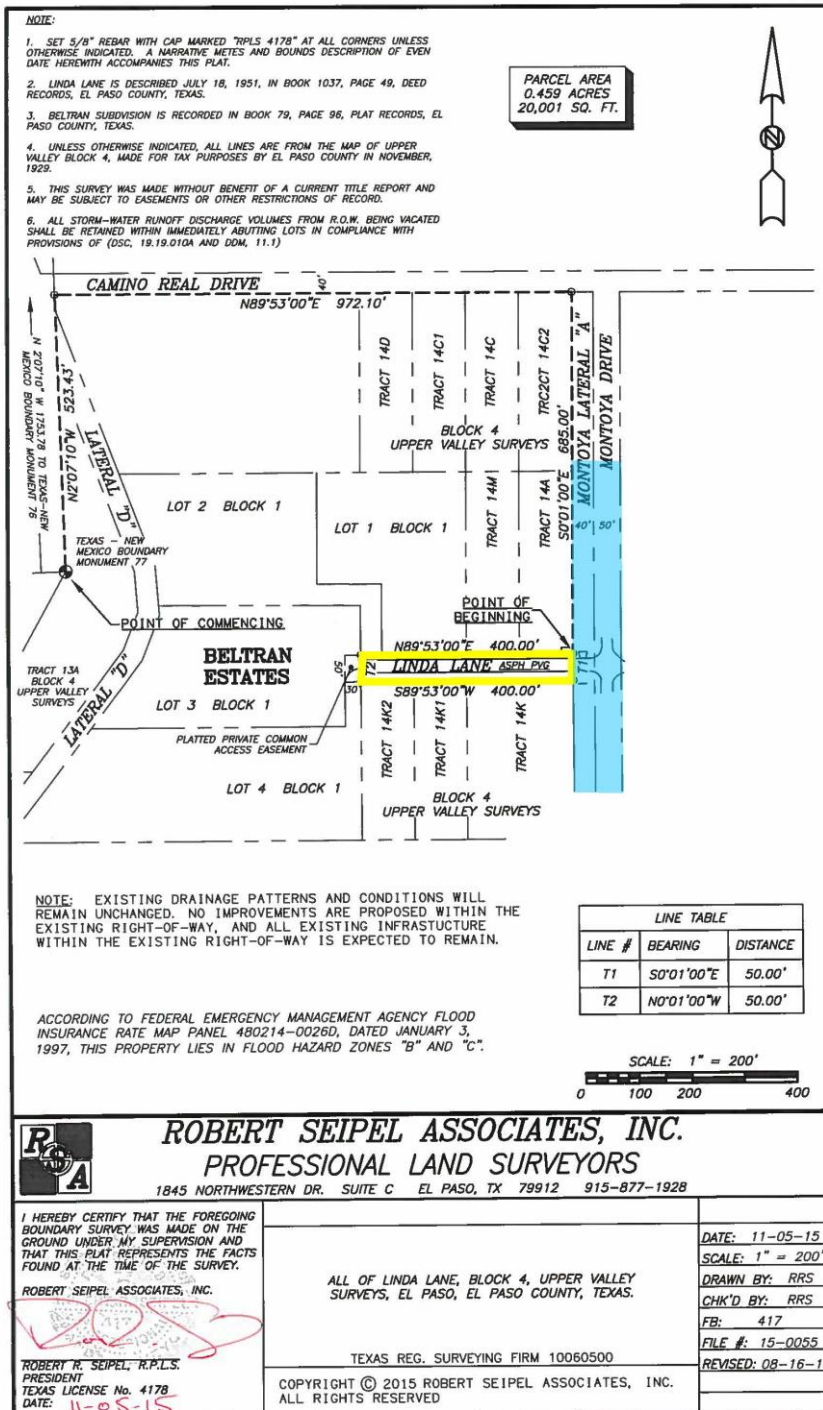 NOTE:
1. SET 5/8" REBAR WITH CAP MARKED "RPLS 4178" AT ALL CORNERS UNLESS
OTHERWISE INDICATED. A NARRATIVE METES AND BOUNDS DESCRIPTION OF EVEN
DATE HEREWITH ACCOMPANIES THIS PLAT.
2. LINDA LANE IS DESCRIBED JULY 18, 1951, IN BOOK 1037, PAGE 49, DEED
RECORDS, EL PASO COUNTY, TEXAS.
3. BELTRAN SUBDIVISION IS RECORDED IN BOOK 79, PAGE 96, PLAT RECORDS, EL
PASO COUNTY, TEXAS.
4. UNLESS OTHERWISE INDICATED, ALL LINES ARE FROM THE MAP OF UPPER
VALLEY BLOCK 4, MADE FOR TAX PURPOSES BY EL PASO COUNTY IN NOVEMBER,
1929.
5. THIS SURVEY WAS MADE WITHOUT BENEFIT OF A CURRENT TITLE REPORT AND
MAY BE SUBJECT TO EASEMENTS OR OTHER RESTRICTIONS OF RECORD.
6. ALL STORM-WATER RUNOFF DISCHARGE VOLUMES FROM R.O.W. BEING VACATED
SHALL BE RETAINED WITHIN IMMEDIATELY ABUTTING LOTS IN COMPLIANCE WITH
PROVISIONS OF (DSC, 19.19.010A AND DDM, 11.1)
PARCEL AREA
0.459 ACRES
20,001 SQ. FT.
N
CAMINO REAL DRIVE
40'
N89°53'00"E 972.10'
N 2°07'10" W 1753.78 TO TEXAS-NEW
MEXICO BOUNDARY MONUMENT 76
N2°07'10"W 523.43'
LATERAL "D"
TRACT 14D
TRACT 14C1
TRACT 14C
TRC2CT 14C2
BLOCK 4
UPPER VALLEY SURVEYS
S0°01'00"E 685.00'
MONTOYA LATERAL "A"
MONTOYA DRIVE
40' 50'
LOT 2 BLOCK 1
LOT 1 BLOCK 1
TRACT 14M
TRACT 14A
TEXAS - NEW
MEXICO BOUNDARY
MONUMENT 77
POINT OF COMMENCING
POINT OF
BEGINNING
N89°53'00"E 400.00'
BELTRAN
ESTATES
50'
30'
T2
LINDA LANE ASPH PVG
T1
S89°53'00"W 400.00'
TRACT 13A
BLOCK 4
UPPER VALLEY
SURVEYS
LATERAL "D"
LOT 3 BLOCK 1
PLATTED PRIVATE COMMON
ACCESS EASEMENT
TRACT 14K2
TRACT 14K1
TRACT 14K
LOT 4 BLOCK 1
BLOCK 4
UPPER VALLEY SURVEYS
NOTE: EXISTING DRAINAGE PATTERNS AND CONDITIONS WILL
REMAIN UNCHANGED. NO IMPROVEMENTS ARE PROPOSED WITHIN THE
EXISTING RIGHT-OF-WAY, AND ALL EXISTING INFRASTUCTURE
WITHIN THE EXISTING RIGHT-OF-WAY IS EXPECTED TO REMAIN.
LINE TABLE
LINE # BEARING DISTANCE
T1 S0°01'00"E 50.00'
T2 N0°01'00"W 50.00'
ACCORDING TO FEDERAL EMERGENCY MANAGEMENT AGENCY FLOOD
INSURANCE RATE MAP PANEL 480214-0026D, DATED JANUARY 3,
1997, THIS PROPERTY LIES IN FLOOD HAZARD ZONES "B" AND "C".
SCALE: 1" = 200'
0 100 200 400
R S A
ROBERT SEIPEL ASSOCIATES, INC.
PROFESSIONAL LAND SURVEYORS
1845 NORTHWESTERN DR. SUITE C EL PASO, TX 79912 915-877-1928
I HEREBY CERTIFY THAT THE FOREGOING
BOUNDARY SURVEY WAS MADE ON THE
GROUND UNDER MY SUPERVISION AND
THAT THIS PLAT REPRESENTS THE FACTS
FOUND AT THE TIME OF THE SURVEY.
ROBERT SEIPEL ASSOCIATES, INC.
ROBERT R. SEIPEL, R.P.L.S.
PRESIDENT
TEXAS LICENSE No. 4178
DATE: 11-05-15
ALL OF LINDA LANE, BLOCK 4, UPPER VALLEY
SURVEYS, EL PASO, EL PASO COUNTY, TEXAS.
TEXAS REG. SURVEYING FIRM 10060500
COPYRIGHT © 2015 ROBERT SEIPEL ASSOCIATES, INC.
ALL RIGHTS RESERVED
DATE: 11-05-15
SCALE: 1" = 200'
DRAWN BY: RRS
CHK'D BY: RRS
FB: 417
FILE #: 15-0055
REVISED: 08-16-1